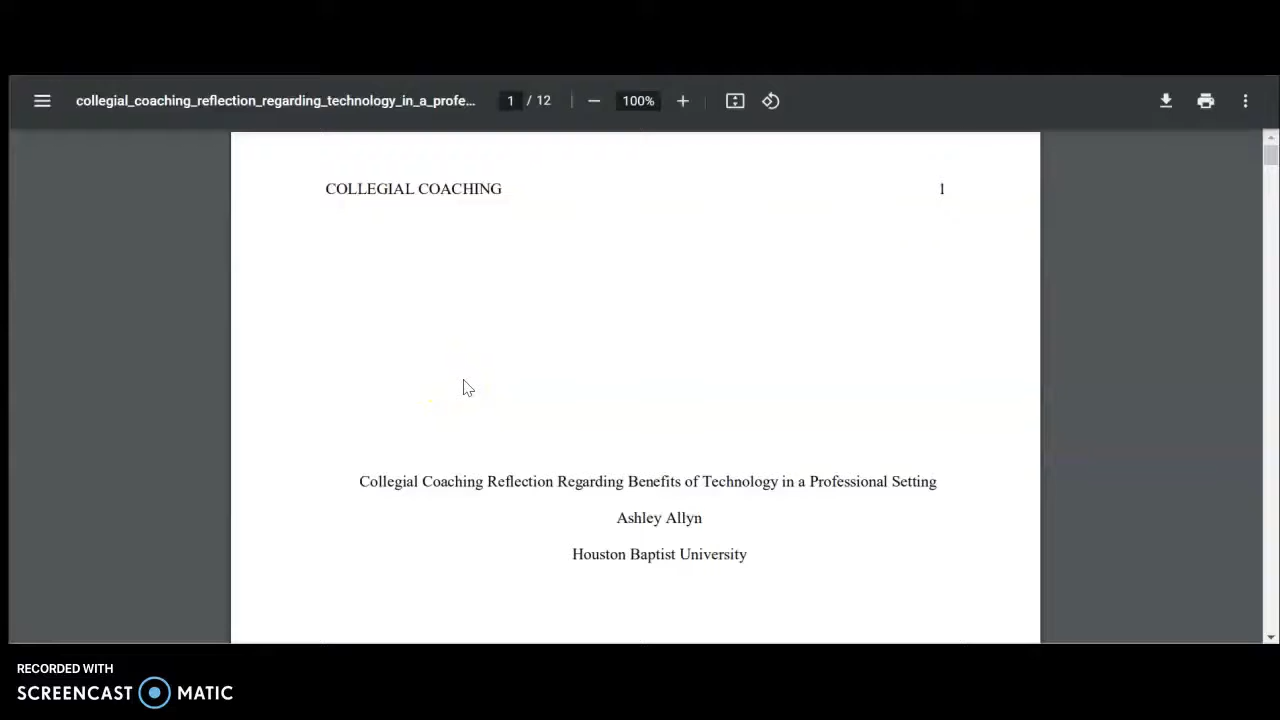 collegial_coaching_reflection_regarding_technology_in_a_profe... 1 / 12 100%
COLLEGIAL COACHING 1
Collegial Coaching Reflection Regarding Benefits of Technology in a Professional Setting
Ashley Allyn
Houston Baptist University
RECORDED WITH
SCREENCAST MATIC